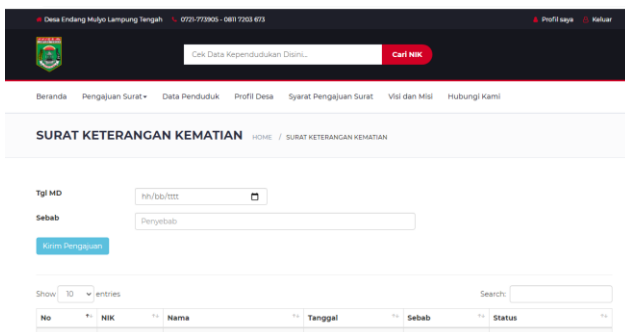 Desa Endang Mulyo Lampung Tengah 0721-773905 - 0811 7203 673 Profil saya Keluar
Cek Data Kependudukan Disini... Cari NIK
Beranda Pengajuan Surat Data Penduduk Profil Desa Syarat Pengajuan Surat Visi dan Misi Hubungi Kami
SURAT KETERANGAN KEMATIAN HOME / SURAT KETERANGAN KEMATIAN
Tgl MD hh/bb/tttt
Sebab Penyebab
Kirim Pengajuan
Show 10 entries Search:
No NIK Nama Tanggal Sebab Status